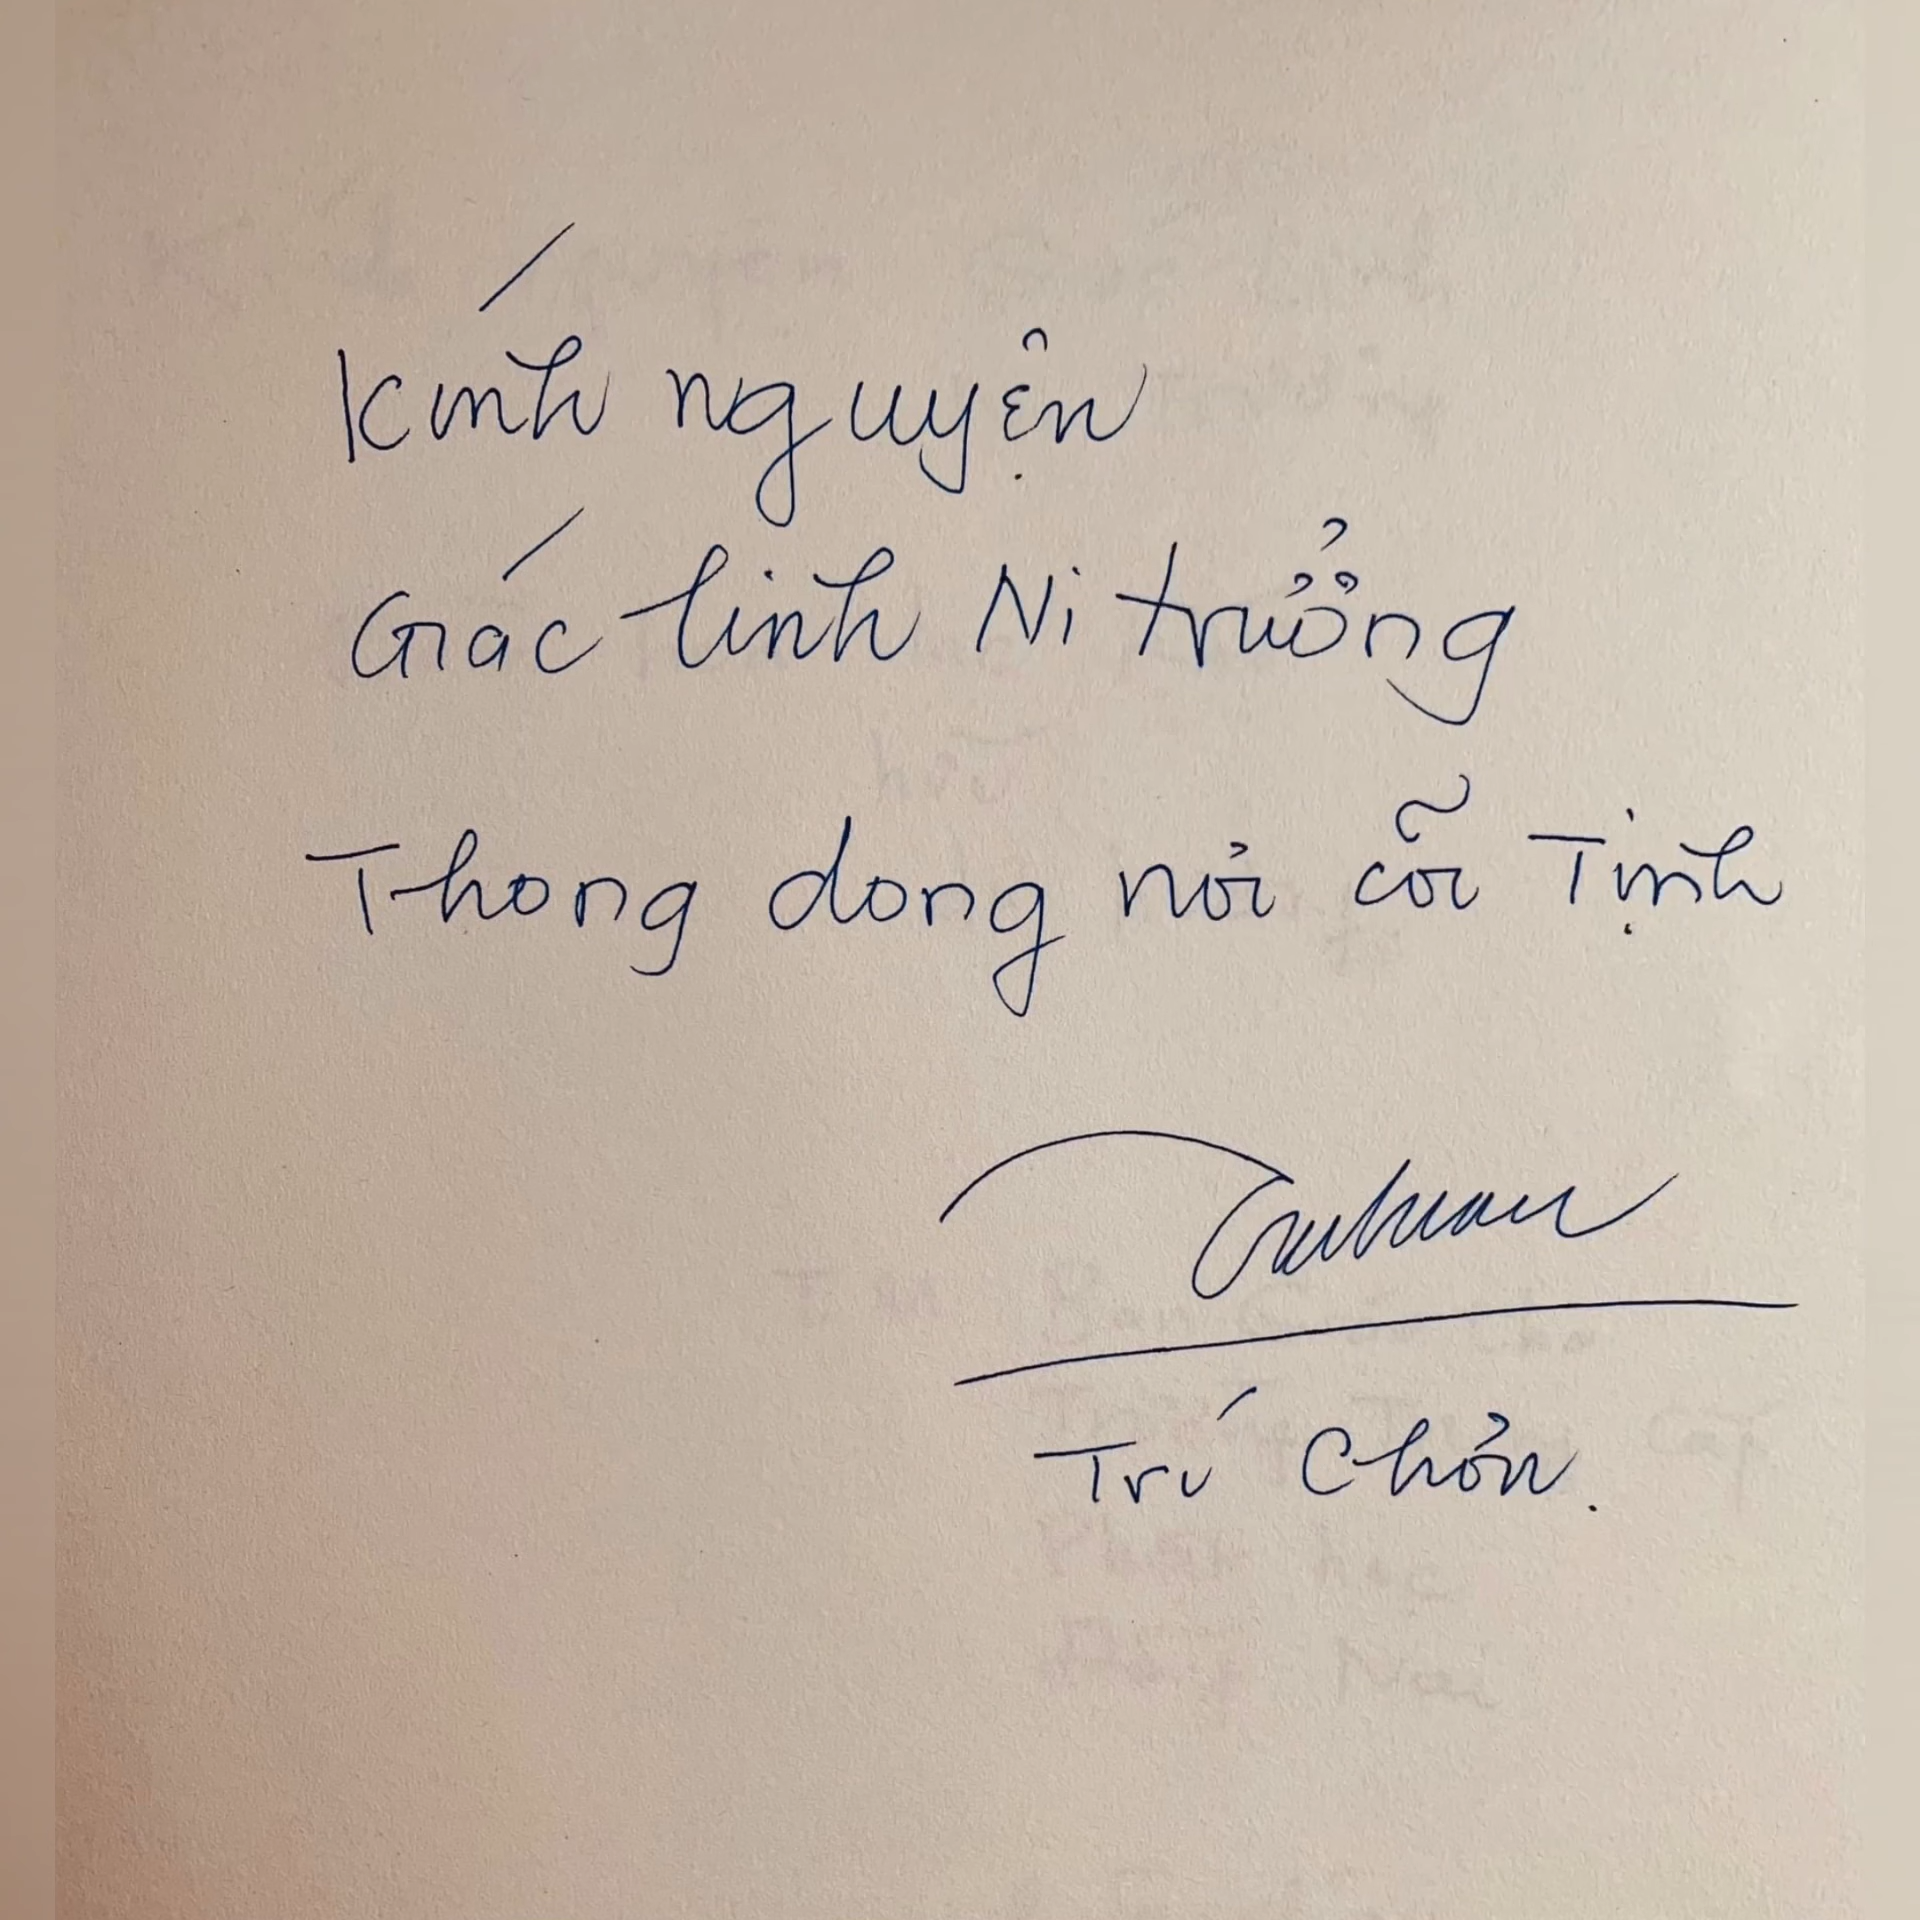 Kính nguyện
Giác linh Ni trưởng
Thong dong nơi cõi Tịnh
Trí Chơn.